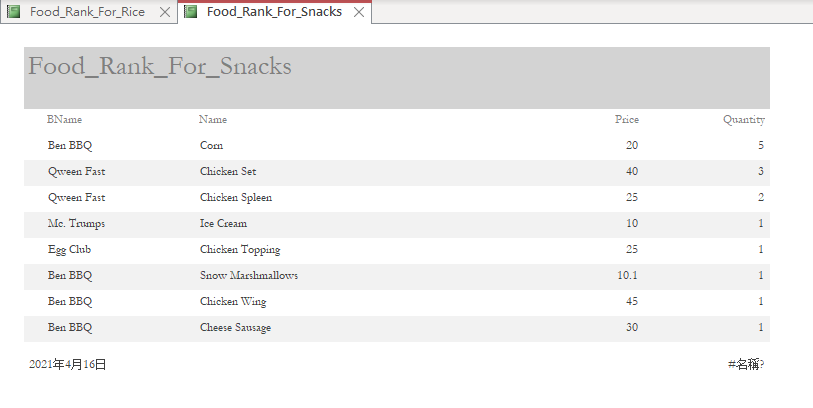 Food_Rank_For_Rice Food_Rank_For_Snacks
Food_Rank_For_Snacks
BName Name Price Quantity
Ben BBQ Corn 20 5
Qween Fast Chicken Set 40 3
Qween Fast Chicken Spleen 25 2
Mc. Trumps Ice Cream 10 1
Egg Club Chicken Topping 25 1
Ben BBQ Snow Marshmallows 10.1 1
Ben BBQ Chicken Wing 45 1
Ben BBQ Cheese Sausage 30 1
2021年4月16日 #名稱?